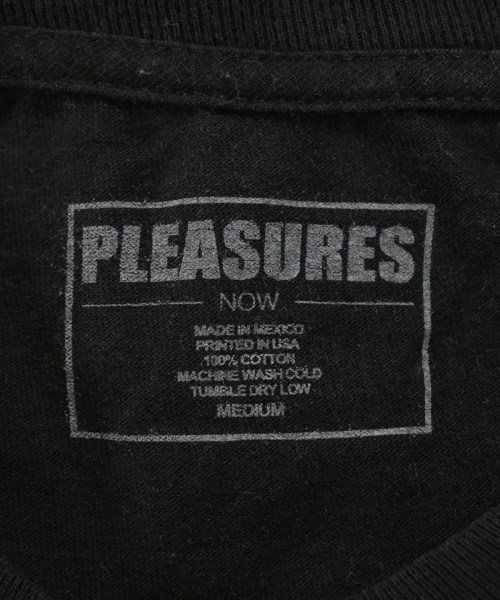 PLEASURES
NOW
MADE IN MEXICO
PRINTED IN USA
100% COTTON
MACHINE WASH COLD
TUMBLE DRY LOW
MEDIUM